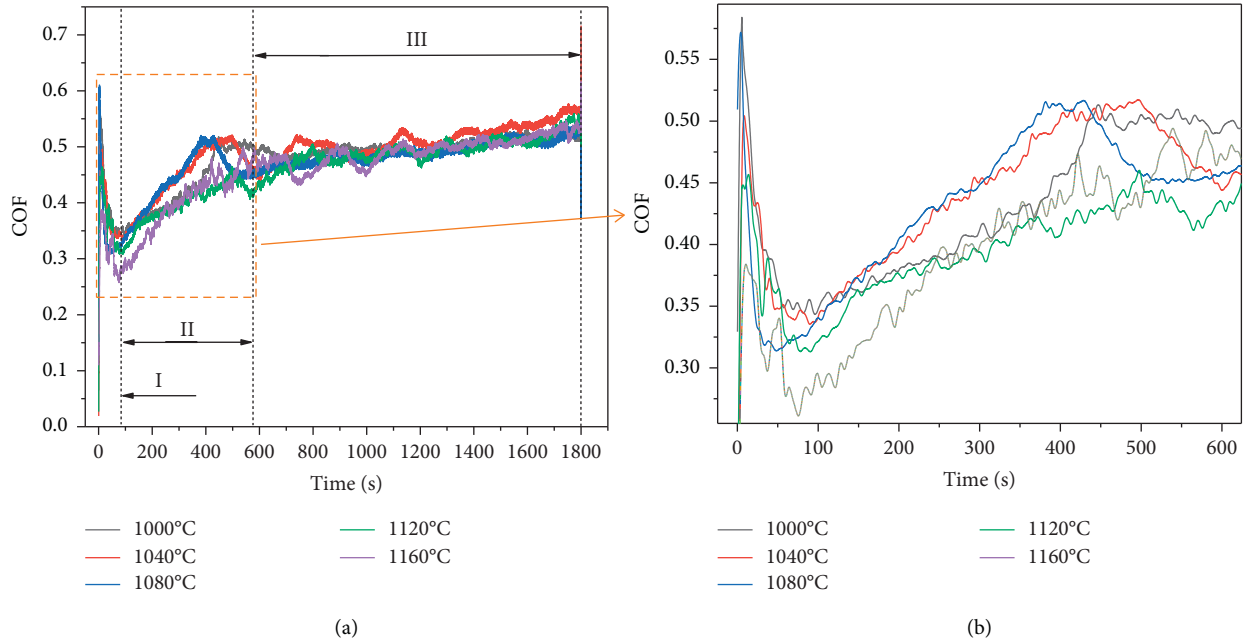 0.7
0.6
0.5
0.4
0.3
0.2
0.1
0.0
COF
III
II
I
0 200 400 600 800 1000 1200 1400 1600 1800
Time (s)
1000°C
1040°C
1080°C
1120°C
1160°C
(a)
0.55
0.50
0.45
0.40
0.35
0.30
COF
0 100 200 300 400 500 600
Time (s)
1000°C
1040°C
1080°C
1120°C
1160°C
(b)